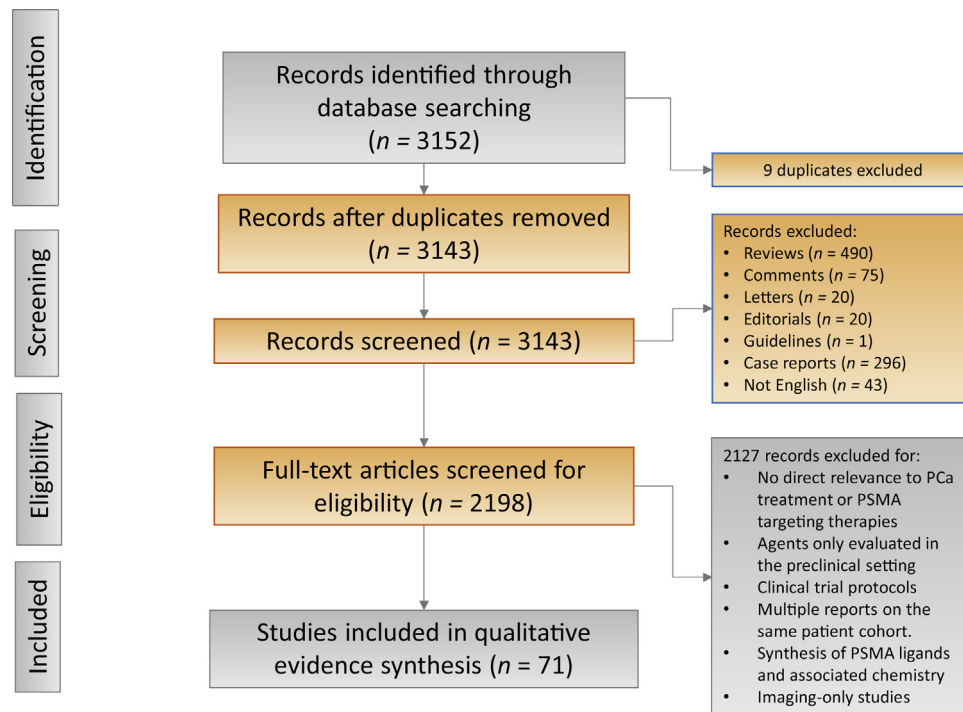 Identification
Records identified through
database searching
(n = 3152)
9 duplicates excluded
Records after duplicates removed
(n = 3143)
Screening
Records screened (n = 3143)
Records excluded:
• Reviews (n = 490)
• Comments (n = 75)
• Letters (n = 20)
• Editorials (n = 20)
• Guidelines (n = 1)
• Case reports (n = 296)
• Not English (n = 43)
Eligibility
Full-text articles screened for
eligibility (n = 2198)
2127 records excluded for:
• No direct relevance to PCa
treatment or PSMA
targeting therapies
• Agents only evaluated in
the preclinical setting
• Clinical trial protocols
• Multiple reports on the
same patient cohort.
• Synthesis of PSMA ligands
and associated chemistry
• Imaging-only studies
Included
Studies included in qualitative
evidence synthesis (n = 71)